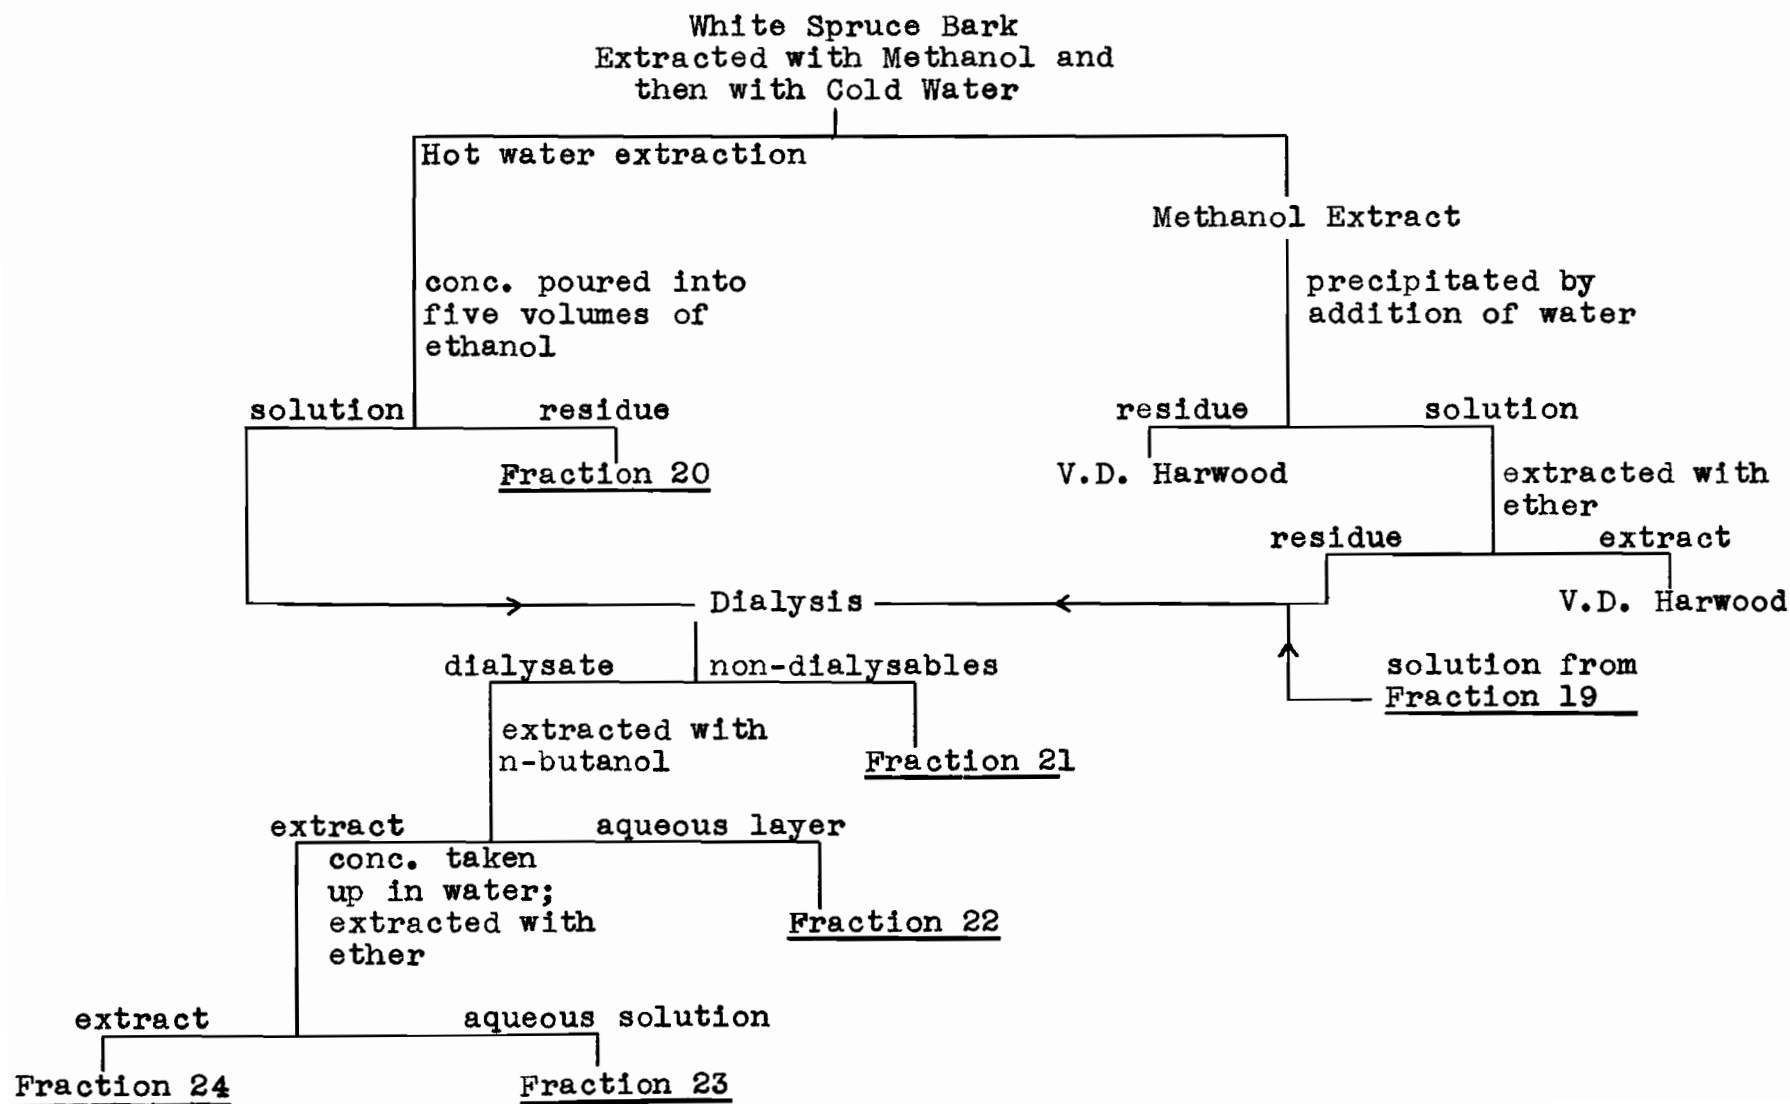 White Spruce Bark
Extracted with Methanol and
then with Cold Water
Hot water extraction
Methanol Extract
conc. poured into
five volumes of
ethanol
precipitated by
addition of water
solution
residue
residue
solution
Fraction 20
V.D. Harwood
extracted with
ether
residue
extract
Dialysis
V.D. Harwood
dialysate
non-dialysables
solution from
Fraction 19
extracted with
n-butanol
Fraction 21
extract
aqueous layer
conc. taken
up in water;
extracted with
ether
Fraction 22
extract
aqueous solution
Fraction 24
Fraction 23